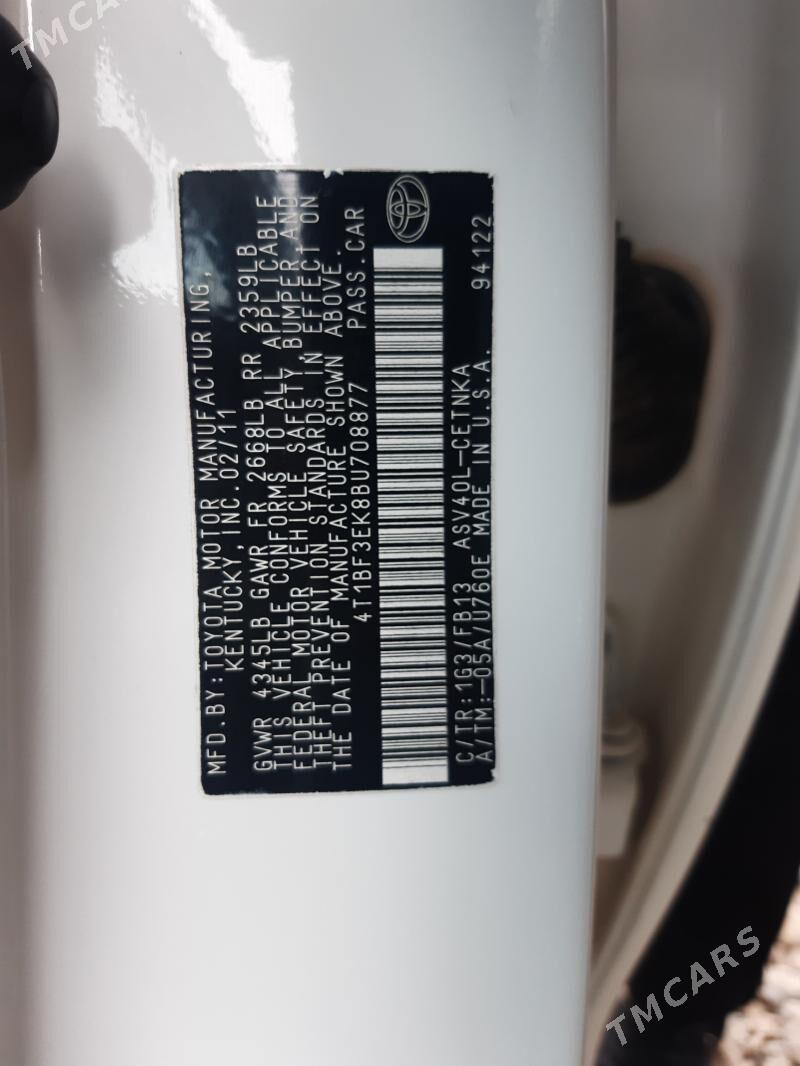 TMCARS
MFD.BY:TOYOTA MOTOR MANUFACTURING,
KENTUCKY, INC.02/11
GVWR 4345LB GAWR FR 2668LB RR 2359LB
THIS VEHICLE CONFORMS TO ALL APPLICABLE
FEDERAL MOTOR VEHICLE SAFETY,BUMPER,AND
THEFT PREVENTION STANDARDS IN EFFECT ON
THE DATE OF MANUFACTURE SHOWN ABOVE.
4T1BF3EK8BU708877 PASS.CAR
C/TR:1G3/FB13 ASV40L-CETNKA
A/TM:-05A/U760E MADE IN U.S.A. 94122
TMCARS